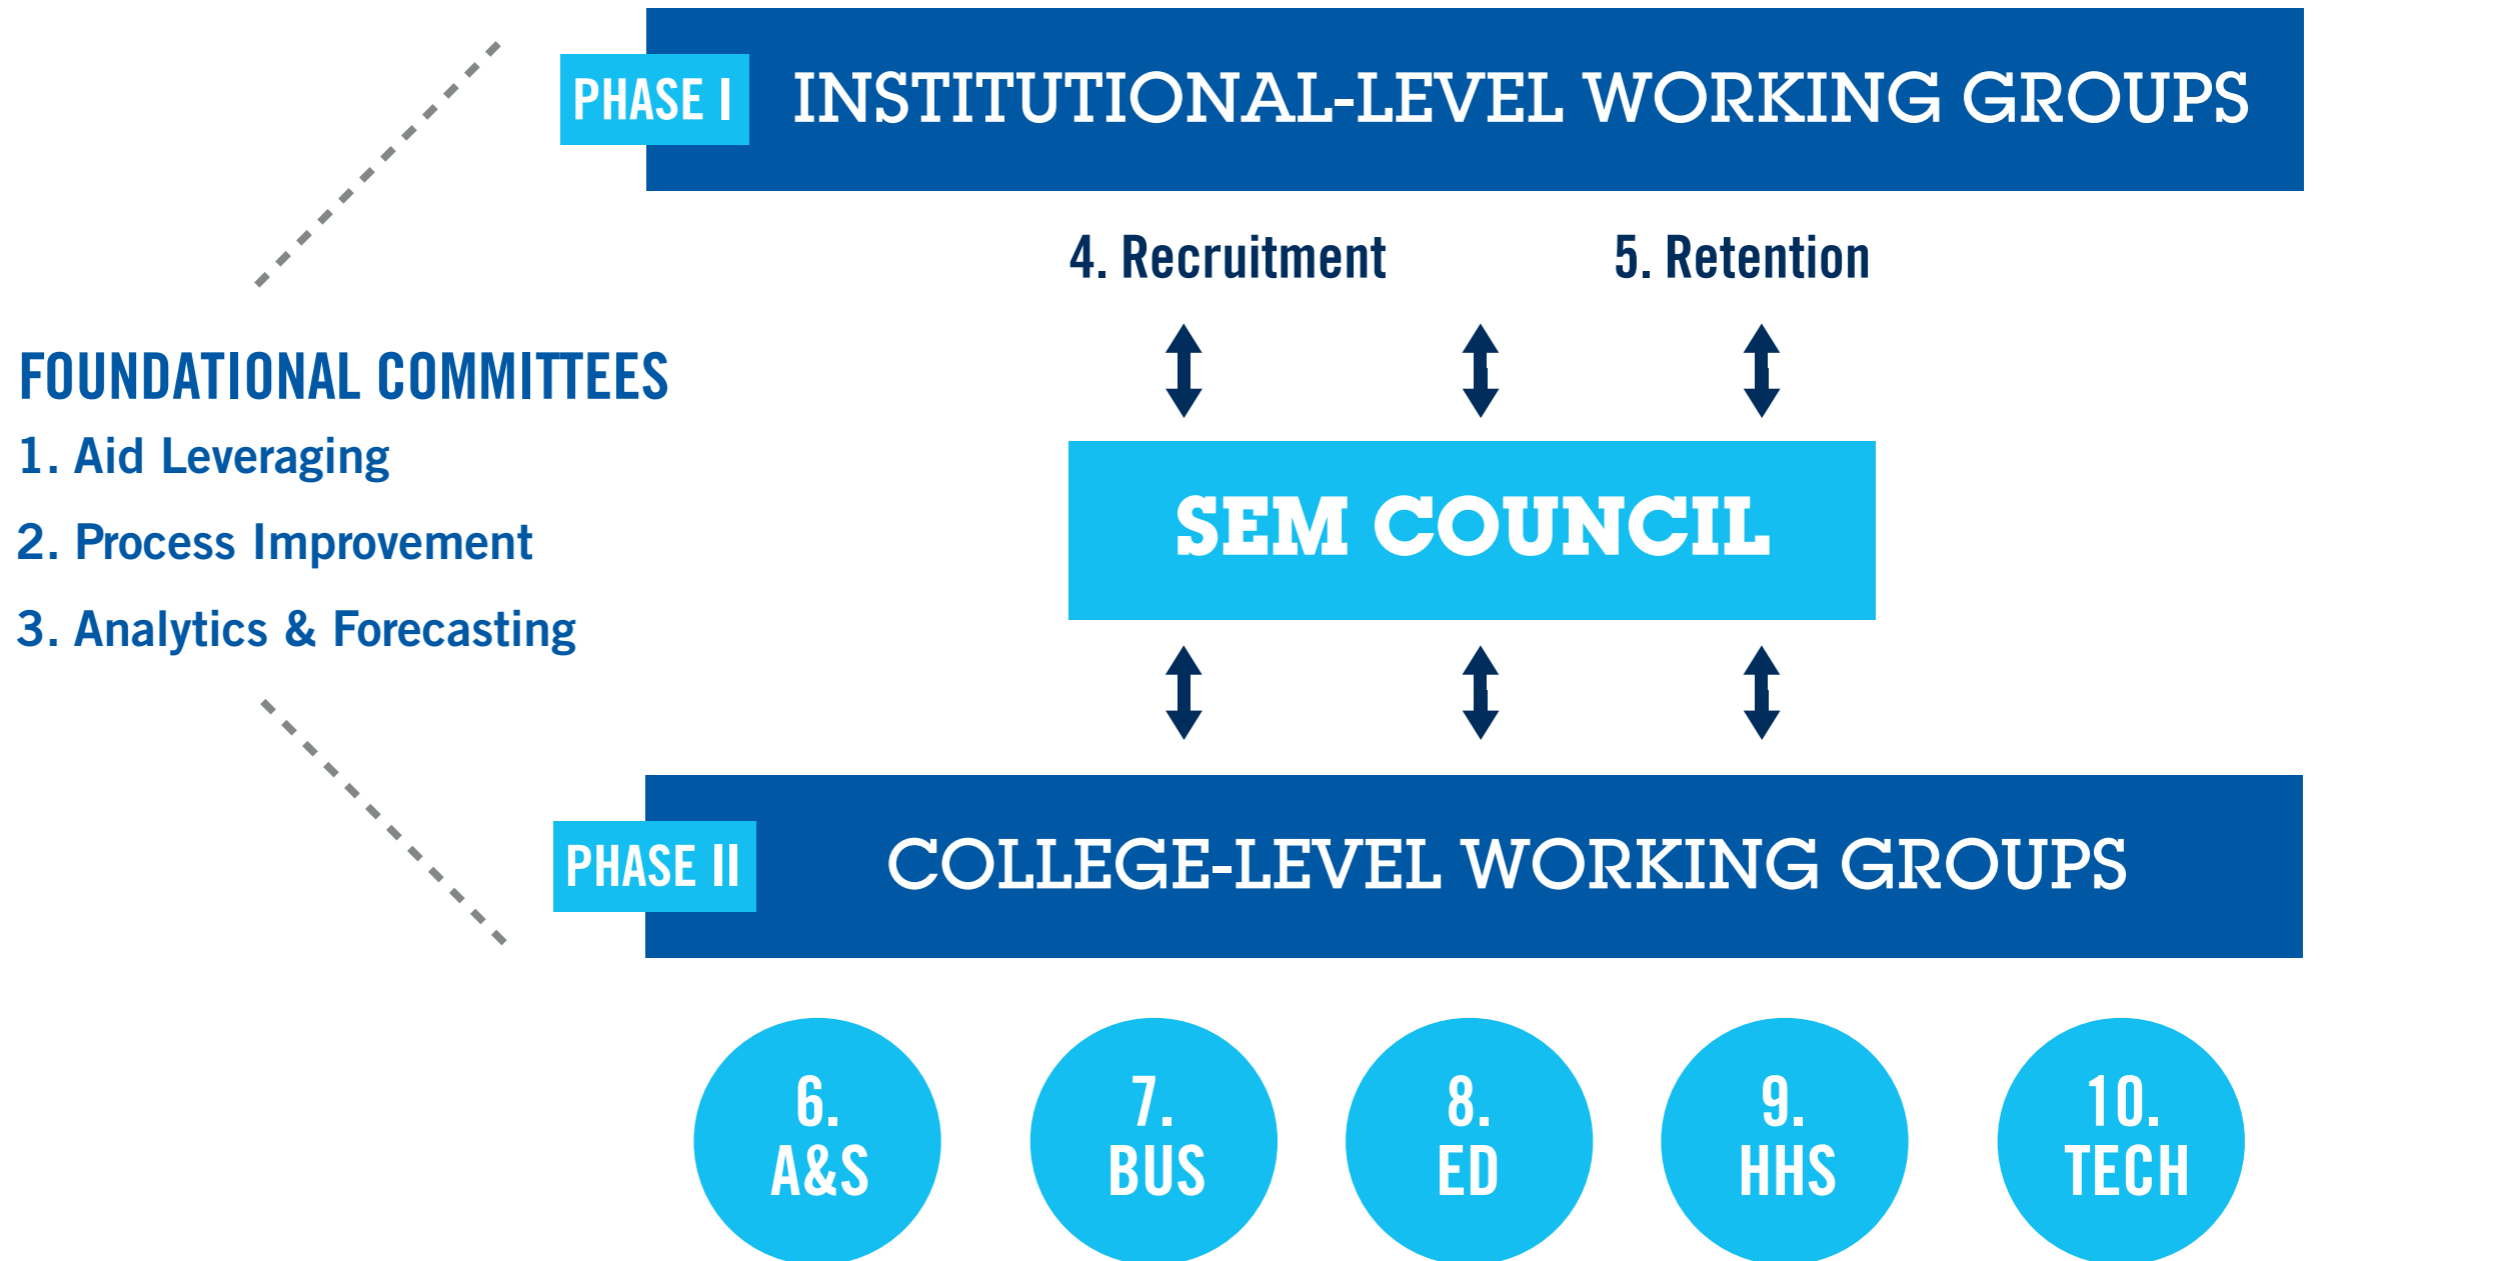 PHASE I
INSTITUTIONAL-LEVEL WORKING GROUPS
4. Recruitment
5. Retention
FOUNDATIONAL COMMITTEES
1. Aid Leveraging
2. Process Improvement
3. Analytics & Forecasting
SEM COUNCIL
PHASE II
COLLEGE-LEVEL WORKING GROUPS
6.
A&S
7.
BUS
8.
ED
9.
HHS
10.
TECH